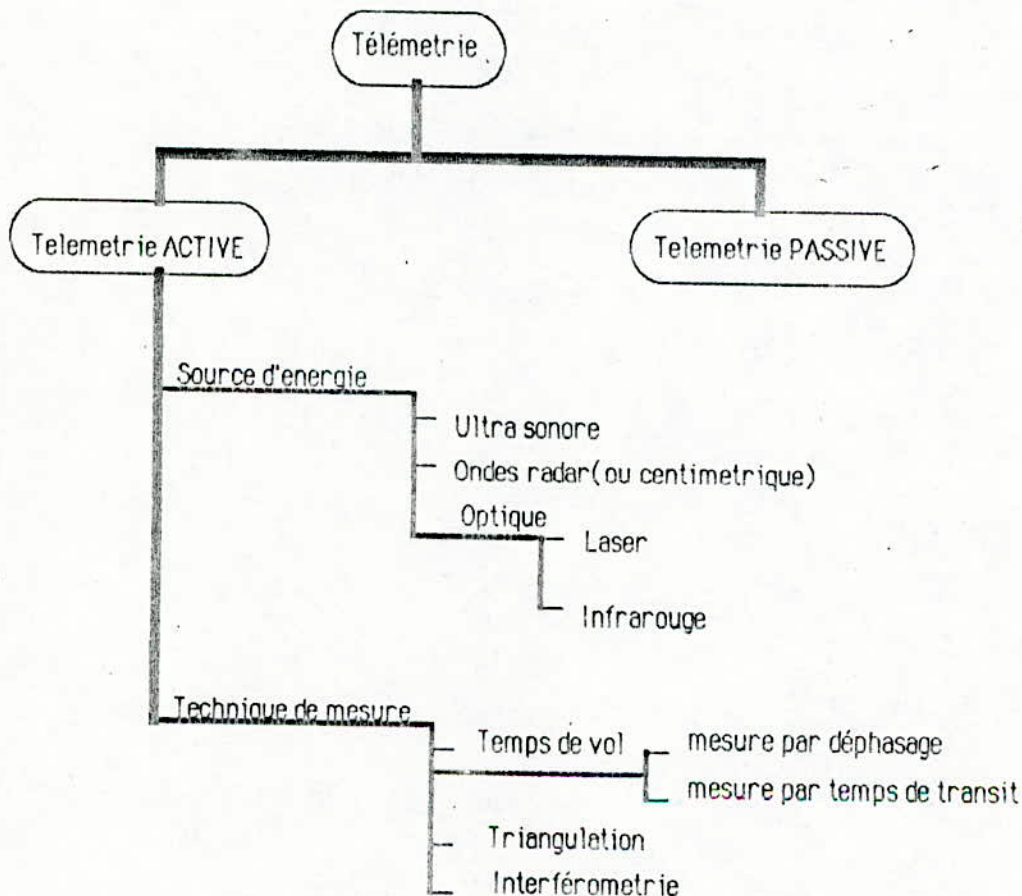 Télémetrie
Telemetrie ACTIVE
Telemetrie PASSIVE
Source d'energie
Ultra sonore
Ondes radar(ou centimetrique)
Optique
Laser
Infrarouge
Technique de mesure
Temps de vol
mesure par déphasage
mesure par temps de transit
Triangulation
Interférometrie